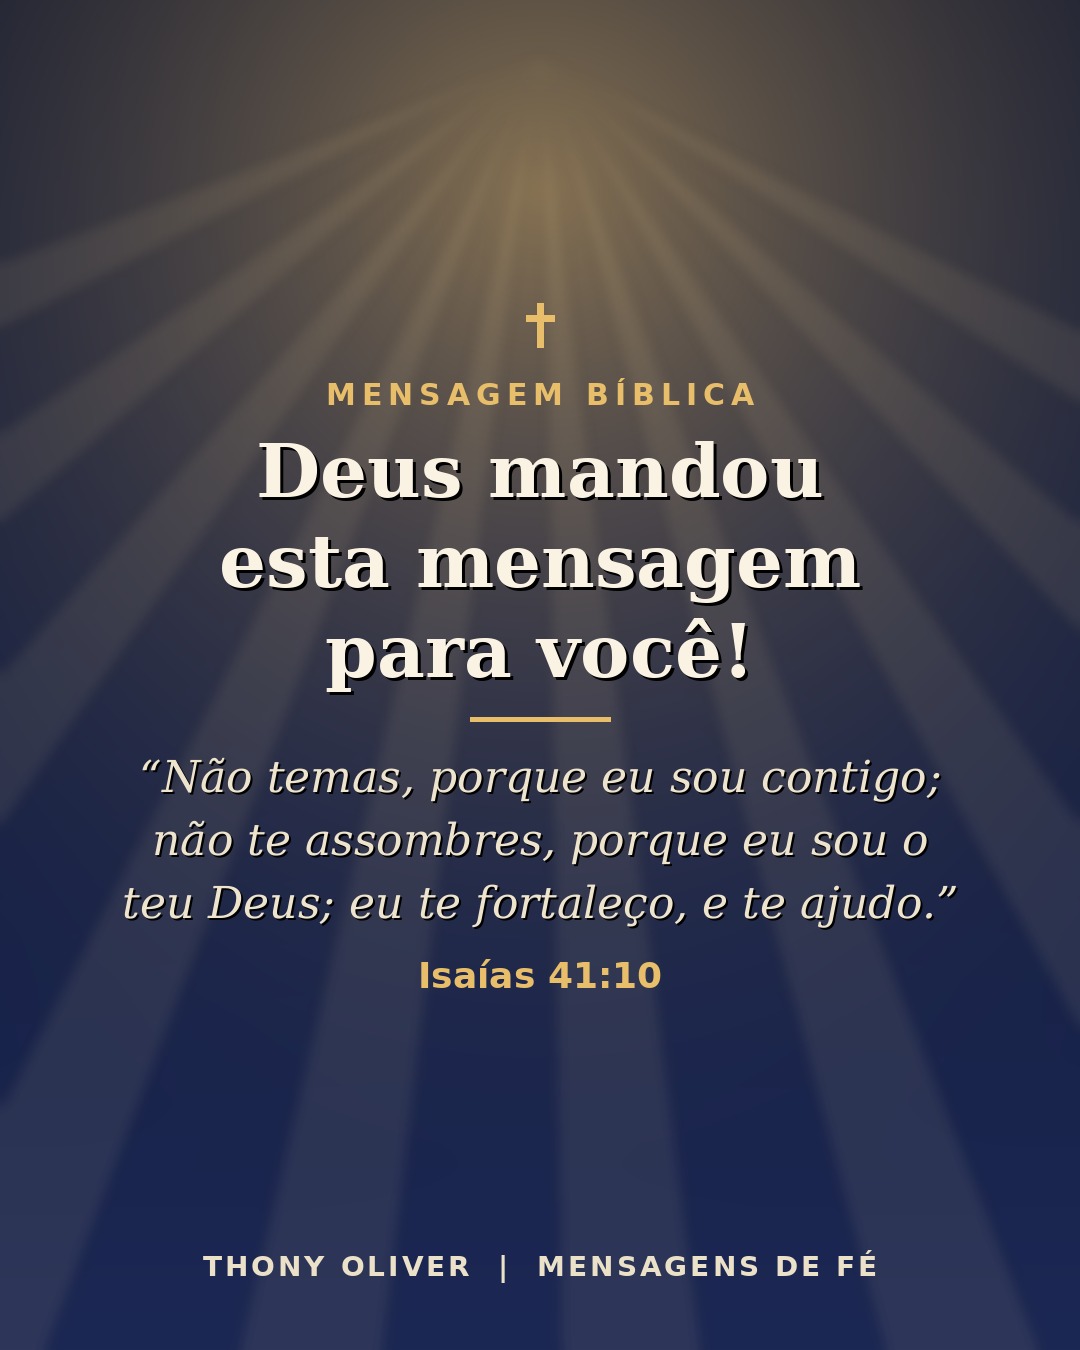 MENSAGEM BÍBLICA
Deus mandou
esta mensagem
para você!
“Não temas, porque eu sou contigo;
não te assombres, porque eu sou o
teu Deus; eu te fortaleço, e te ajudo.”
Isaías 41:10
THONY OLIVER | MENSAGENS DE FÉ